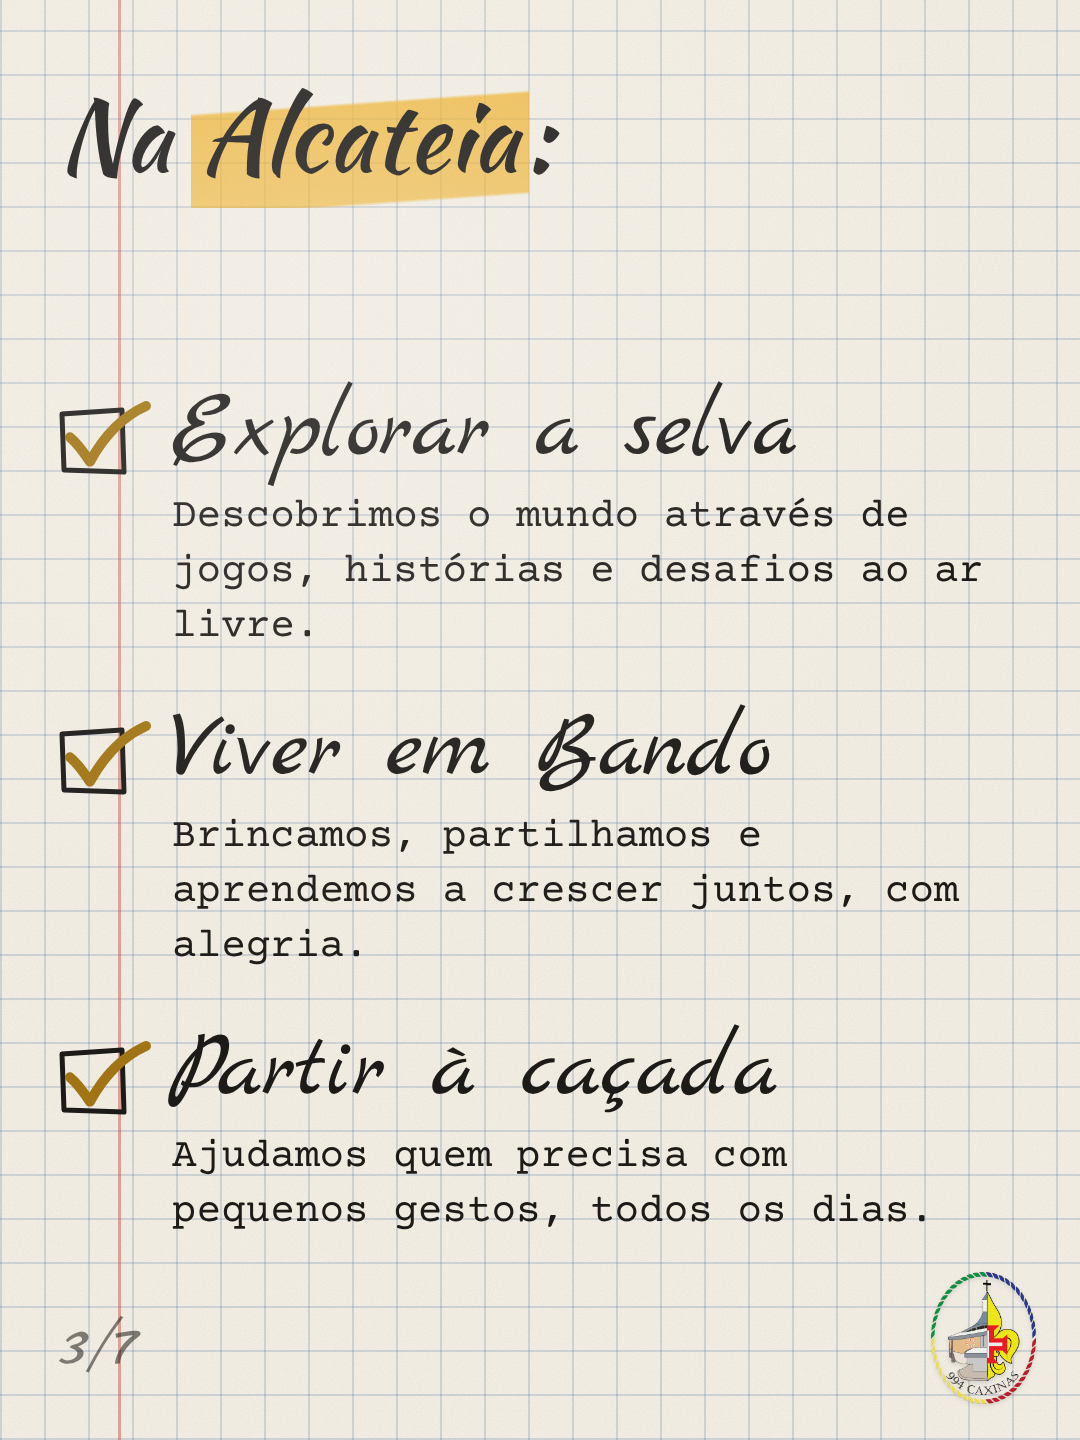 Na Alcateia:
Explorar a selva
Descobrimos o mundo através de
jogos, histórias e desafios ao ar
livre.
Viver em Bando
Brincamos, partilhamos e
aprendemos a crescer juntos, com
alegria.
Partir à caçada
Ajudamos quem precisa com
pequenos gestos, todos os dias.
3/7
994 CAXINAS